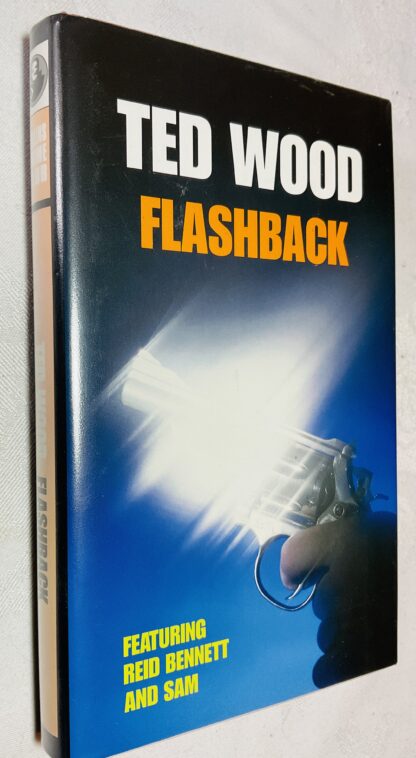 TED WOOD
FLASHBACK
FEATURING
REID BENNETT
AND SAM
TED WOOD FLASHBACK